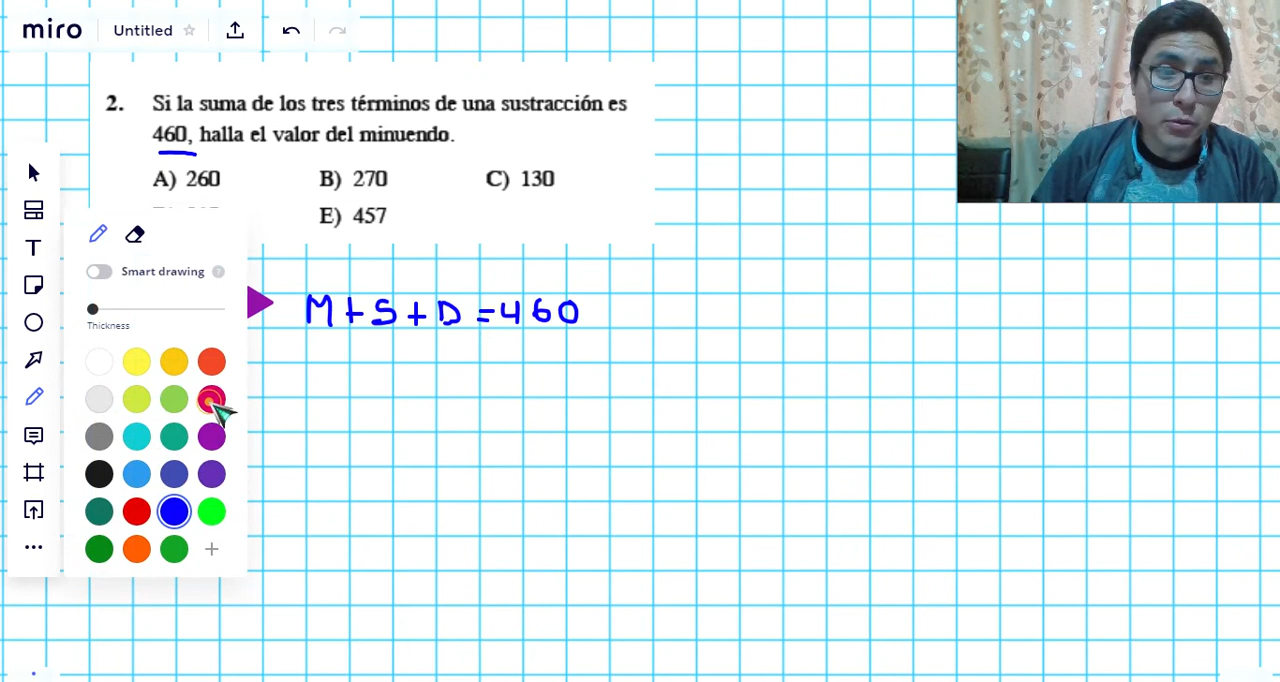 miro Untitled
2. Si la suma de los tres términos de una sustracción es
460, halla el valor del minuendo.
A) 260 B) 270 C) 130
E) 457
Smart drawing ?
Thickness
M + S + D = 460